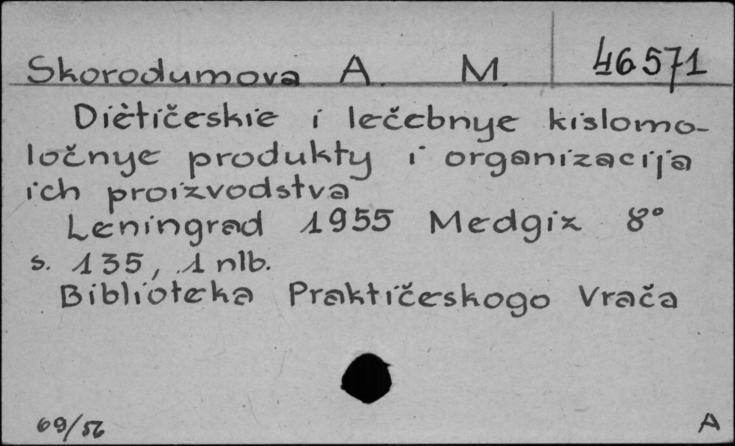 Skorodumova A. M. 46571
Diètičeskie i lečebnye kislomo-
ločnye produkty i organizacija
ich proizvodstva
Leningrad 1955 Medgiz 8°
s. 135, 1 nlb.
Biblioteka Praktičeskogo Vrača
69/56 A